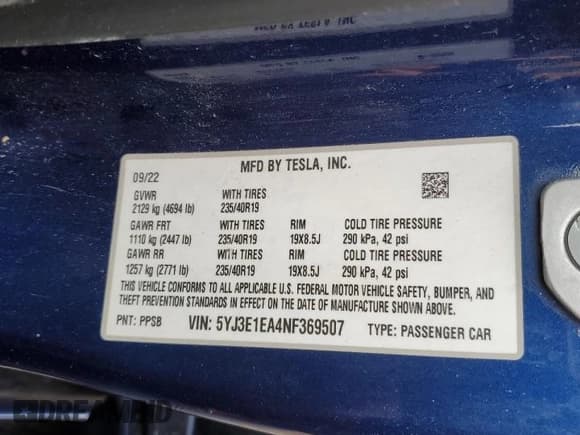 MFD BY TESLA, INC.
09/22
GVWR WITH TIRES
2129 kg (4694 lb) 235/40R19
GAWR FRT WITH TIRES RIM COLD TIRE PRESSURE
1110 kg (2447 lb) 235/40R19 19X8.5J 290 kPa, 42 psi
GAWR RR WITH TIRES RIM COLD TIRE PRESSURE
1257 kg (2771 lb) 235/40R19 19X8.5J 290 kPa, 42 psi
THIS VEHICLE CONFORMS TO ALL APPLICABLE U.S. FEDERAL MOTOR VEHICLE SAFETY, BUMPER, AND
THEFT PREVENTION STANDARDS IN EFFECT ON THE DATE OF MANUFACTURE SHOWN ABOVE.
PNT: PPSB VIN: 5YJ3E1EA4NF369507 TYPE: PASSENGER CAR